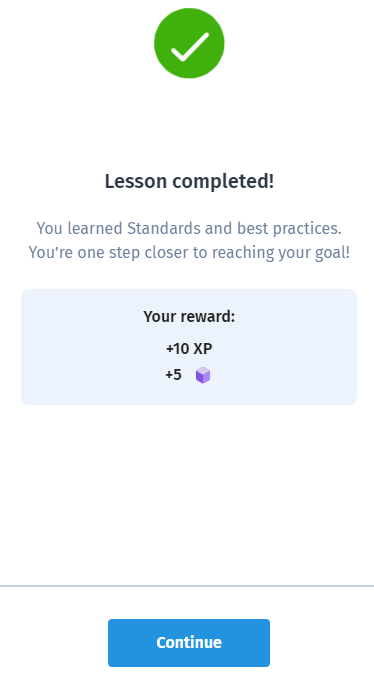 Lesson completed!
You learned Standards and best practices.
You’re one step closer to reaching your goal!
Your reward:
+10 XP
+5
Continue